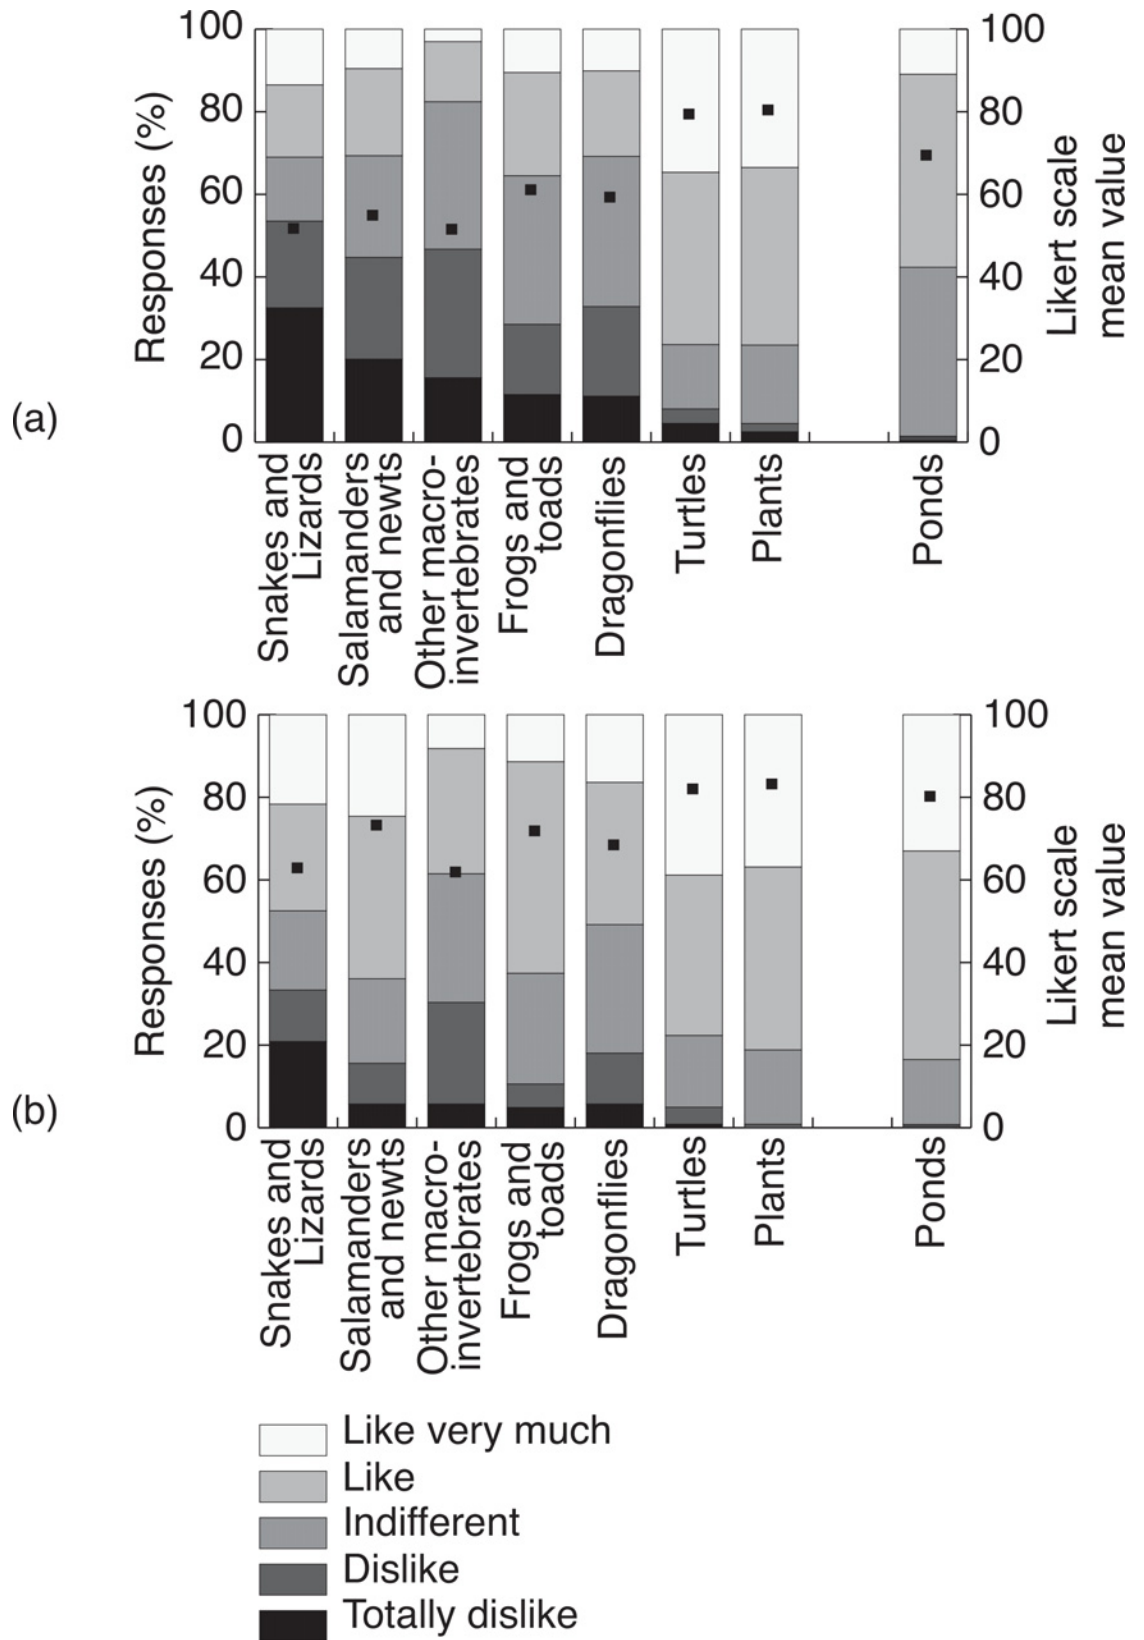 (a)
Responses (%)
100
80
60
40
20
0
100
80
60
40
20
0
Likert scale
mean value
Snakes and
Lizards
Salamanders
and newts
Other macro-
invertebrates
Frogs and
toads
Dragonflies
Turtles
Plants
Ponds
(b)
Responses (%)
100
80
60
40
20
0
100
80
60
40
20
0
Likert scale
mean value
Snakes and
Lizards
Salamanders
and newts
Other macro-
invertebrates
Frogs and
toads
Dragonflies
Turtles
Plants
Ponds
Like very much
Like
Indifferent
Dislike
Totally dislike